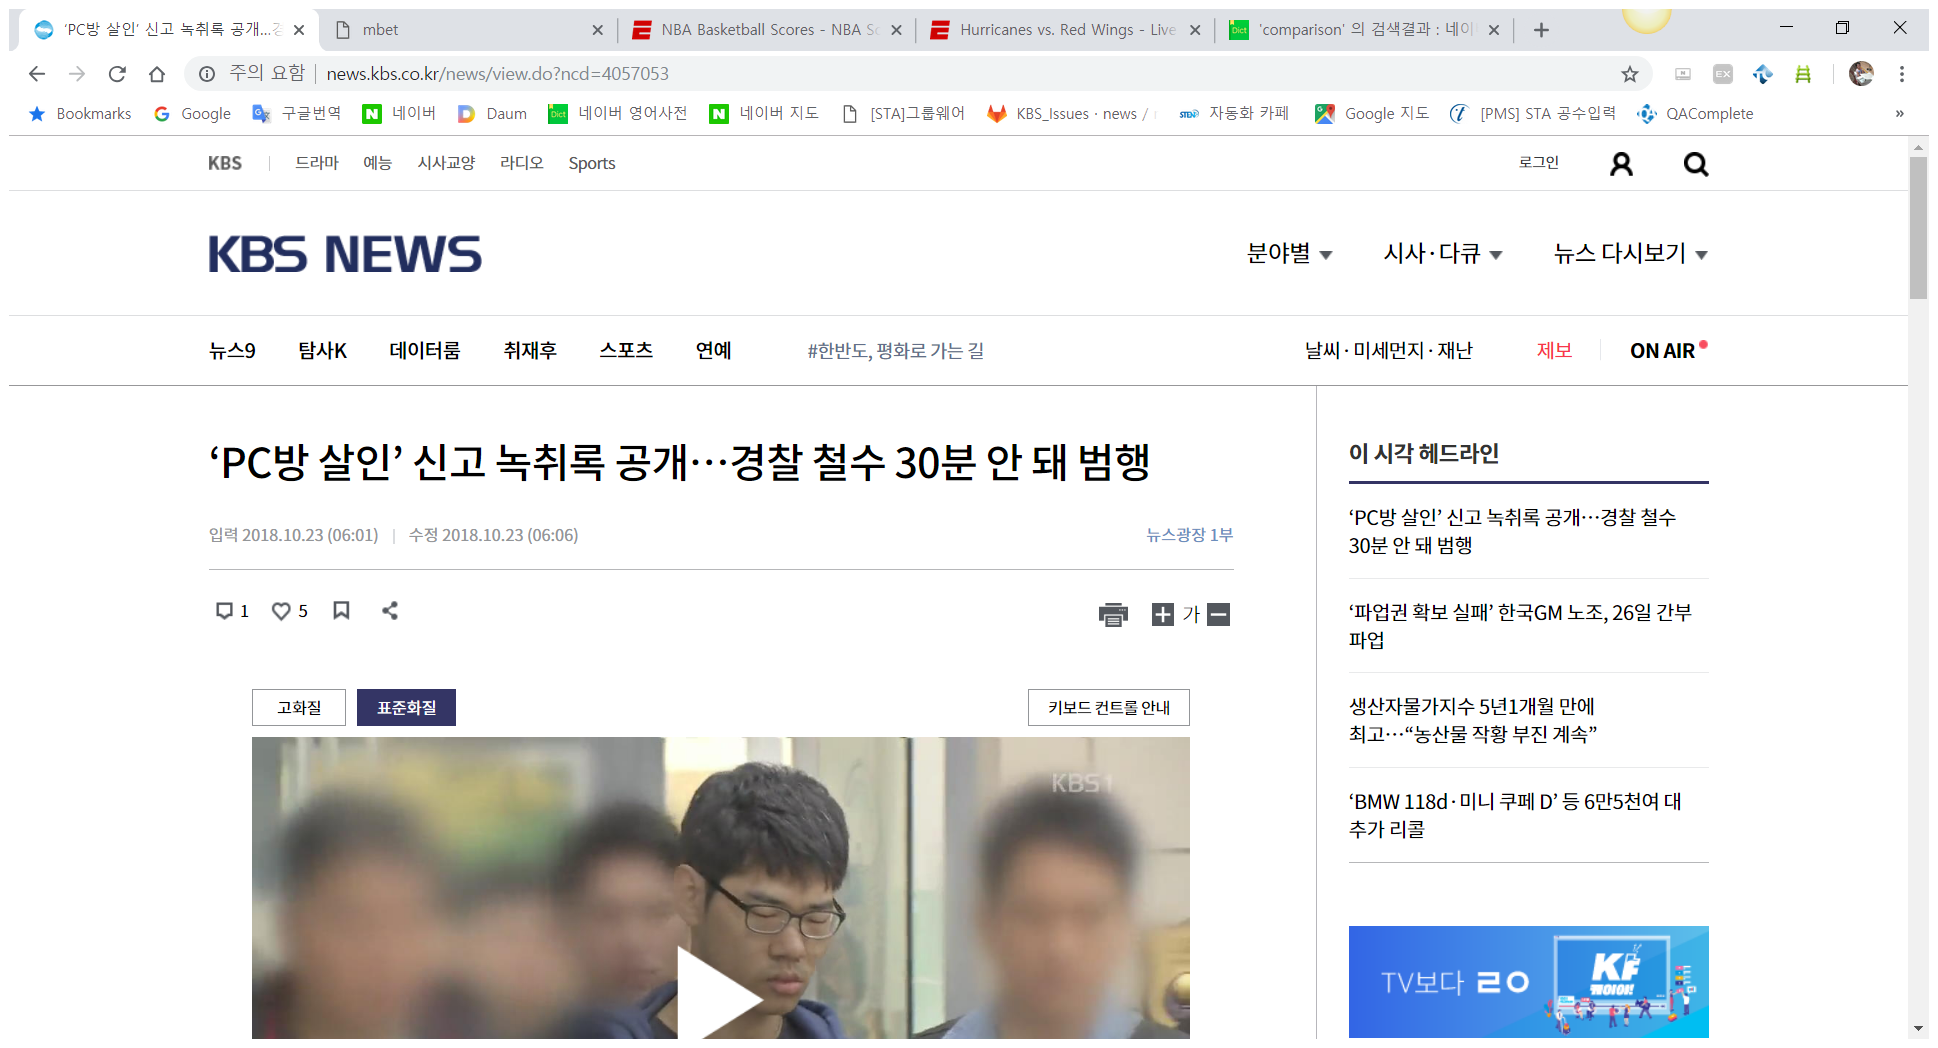 ‘PC방 살인’ 신고 녹취록 공개...
mbet
NBA Basketball Scores - NBA Sc
Hurricanes vs. Red Wings - Live
'comparison' 의 검색결과 : 네이
주의 요함 news.kbs.co.kr/news/view.do?ncd=4057053
EX
Bookmarks Google 구글번역 네이버 Daum 네이버 영어사전 네이버 지도 [STA]그룹웨어 KBS_Issues · news / 자동화 카페 Google 지도 [PMS] STA 공수입력 QAComplete »
KBS 드라마 예능 시사교양 라디오 Sports 로그인
KBS NEWS
분야별 시사·다큐 뉴스 다시보기
뉴스9 탐사K 데이터룸 취재후 스포츠 연예 #한반도, 평화로 가는 길 날씨·미세먼지·재난 제보 ON AIR
‘PC방 살인’ 신고 녹취록 공개…경찰 철수 30분 안 돼 범행
입력 2018.10.23 (06:01) | 수정 2018.10.23 (06:06) 뉴스광장 1부
1 5 가
고화질 표준화질 키보드 컨트롤 안내
KBS 1
이 시각 헤드라인
‘PC방 살인’ 신고 녹취록 공개…경찰 철수
30분 안 돼 범행
‘파업권 확보 실패’ 한국GM 노조, 26일 간부
파업
생산자물가지수 5년1개월 만에
최고…“농산물 작황 부진 계속”
‘BMW 118d·미니 쿠페 D’ 등 6만5천여 대
추가 리콜
TV보다 ㄹㅇ